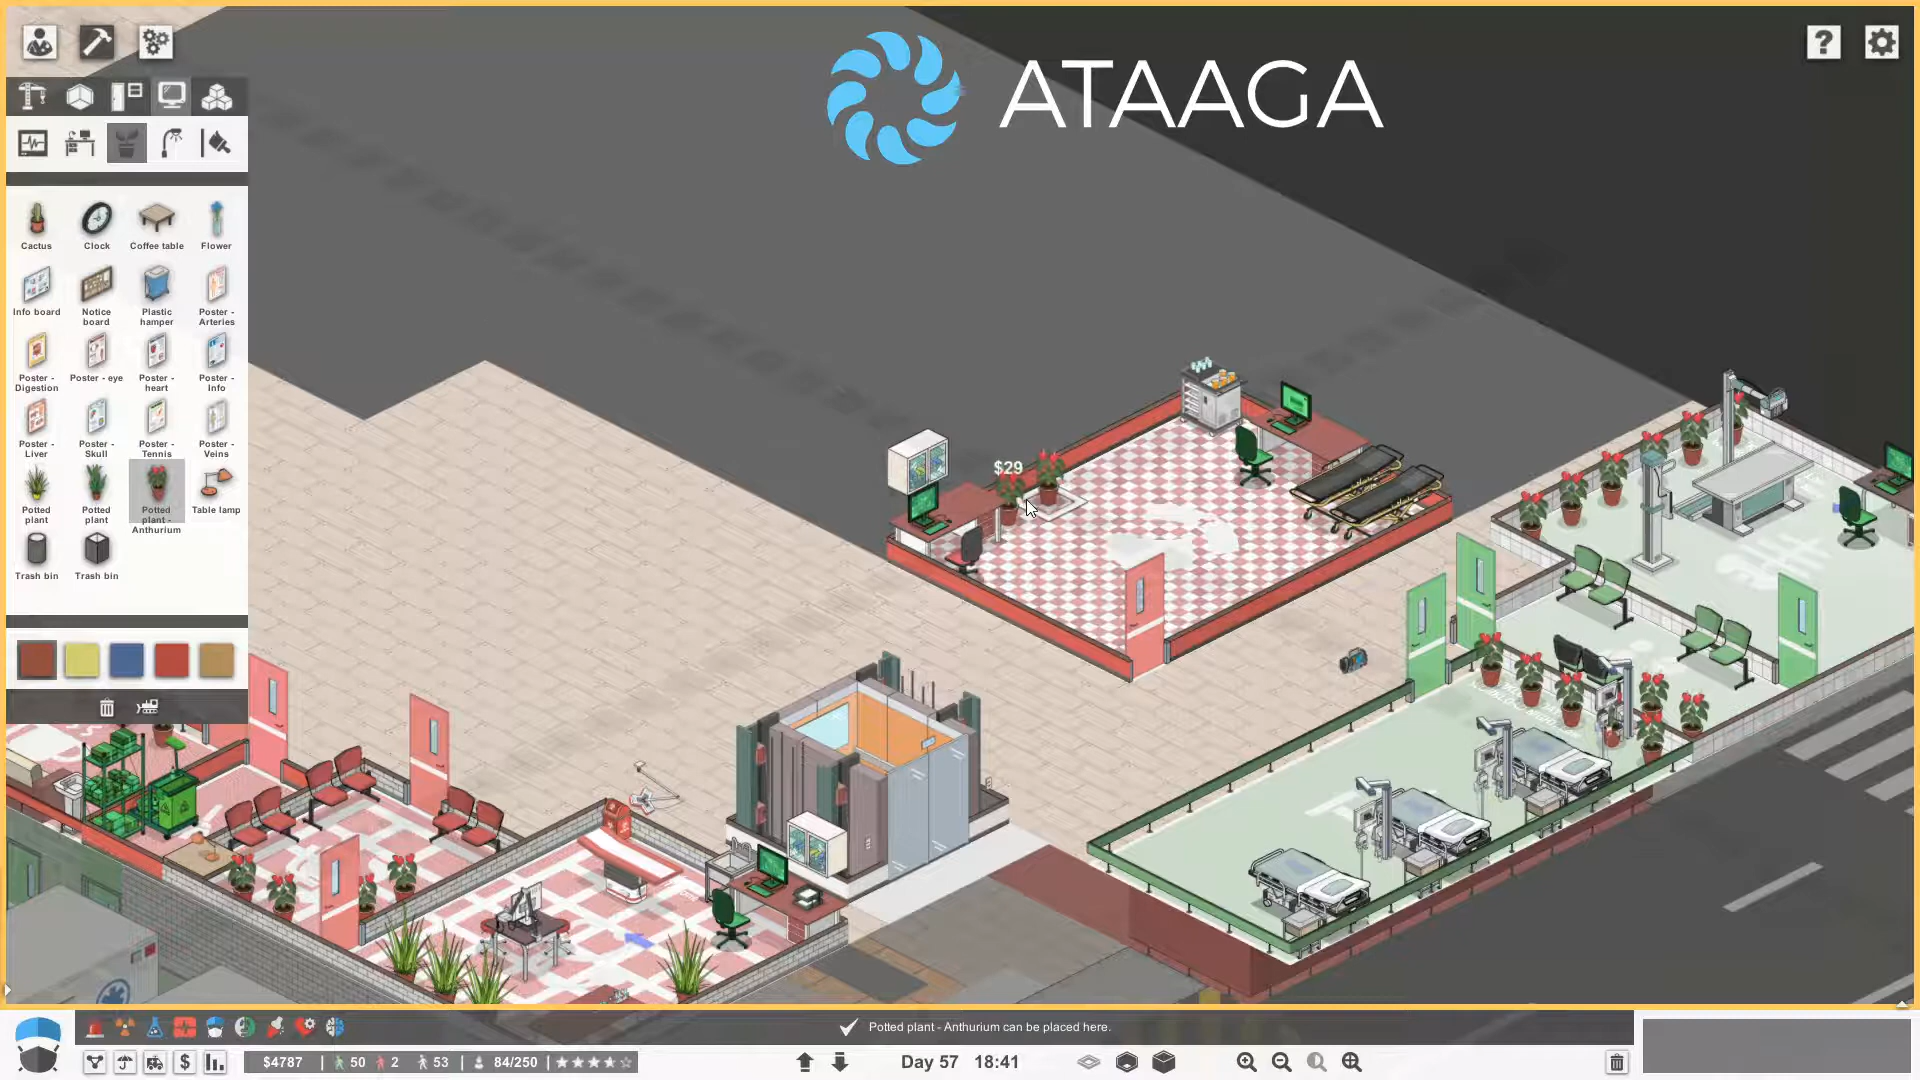 ATAAGA
Cactus
Clock
Coffee table
Flower
Info board
Notice board
Plastic hamper
Poster - Arteries
Poster - Digestion
Poster - eye
Poster - heart
Poster - Info
Poster - Liver
Poster - Skull
Poster - Tennis
Poster - Veins
Potted plant
Potted plant
Potted plant - Anthurium
Table lamp
Trash bin
Trash bin
$29
Potted plant - Anthurium can be placed here.
$4787 | 50 2 | 53 | 84/250 |
Day 57 18:41